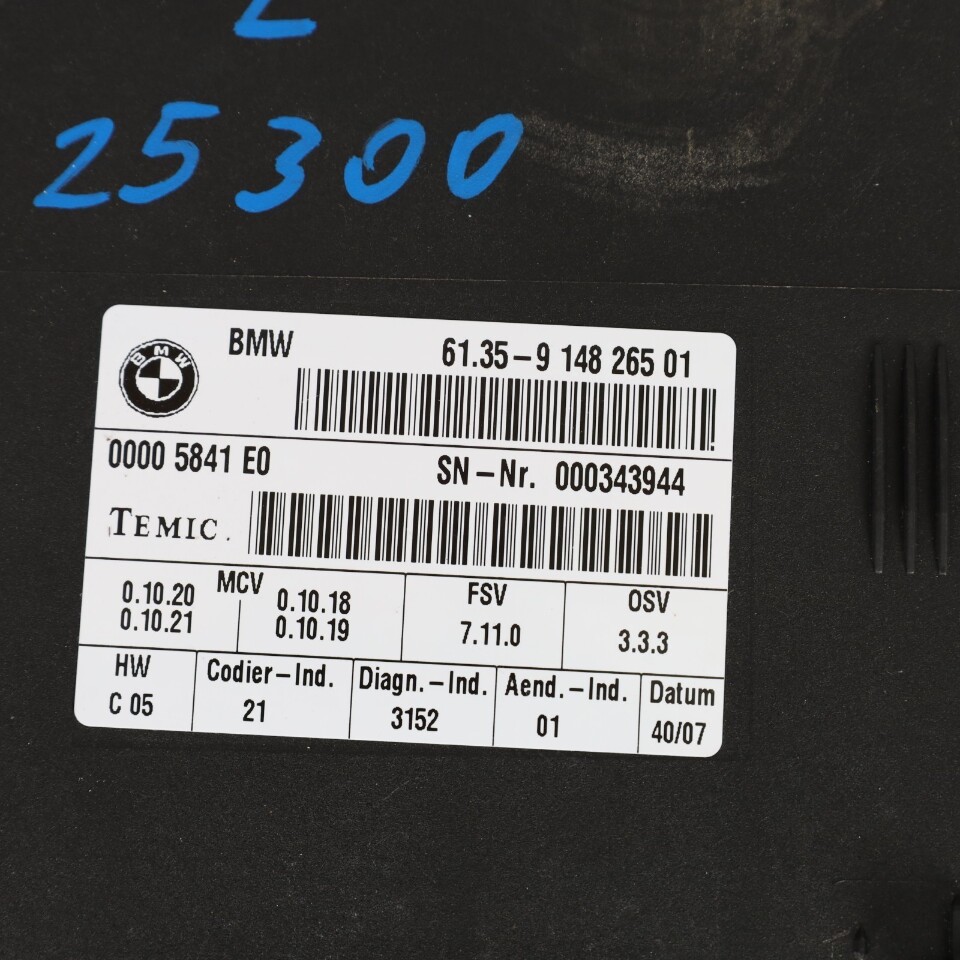 25300
BMW
BMW 61.35-9 148 265 01
0000 5841 E0 SN-Nr. 000343944
TEMIC.
MCV FSV OSV
0.10.20 0.10.18 7.11.0 3.3.3
0.10.21 0.10.19
HW Codier-Ind. Diagn.-Ind. Aend.-Ind. Datum
C 05 21 3152 01 40/07